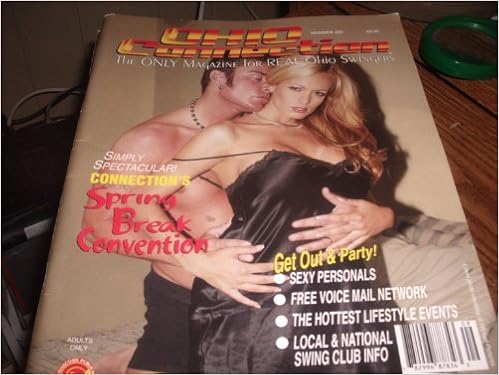 OHIO
Connection
THE ONLY MAGAZINE FOR REAL OHIO SWINGERS
SIMPLY
SPECTACULAR!
CONNECTION'S
Spring
Break
Convention
Get Out & Party!
SEXY PERSONALS
FREE VOICE MAIL NETWORK
THE HOTTEST LIFESTYLE EVENTS
LOCAL & NATIONAL
SWING CLUB INFO
ADULTS
ONLY